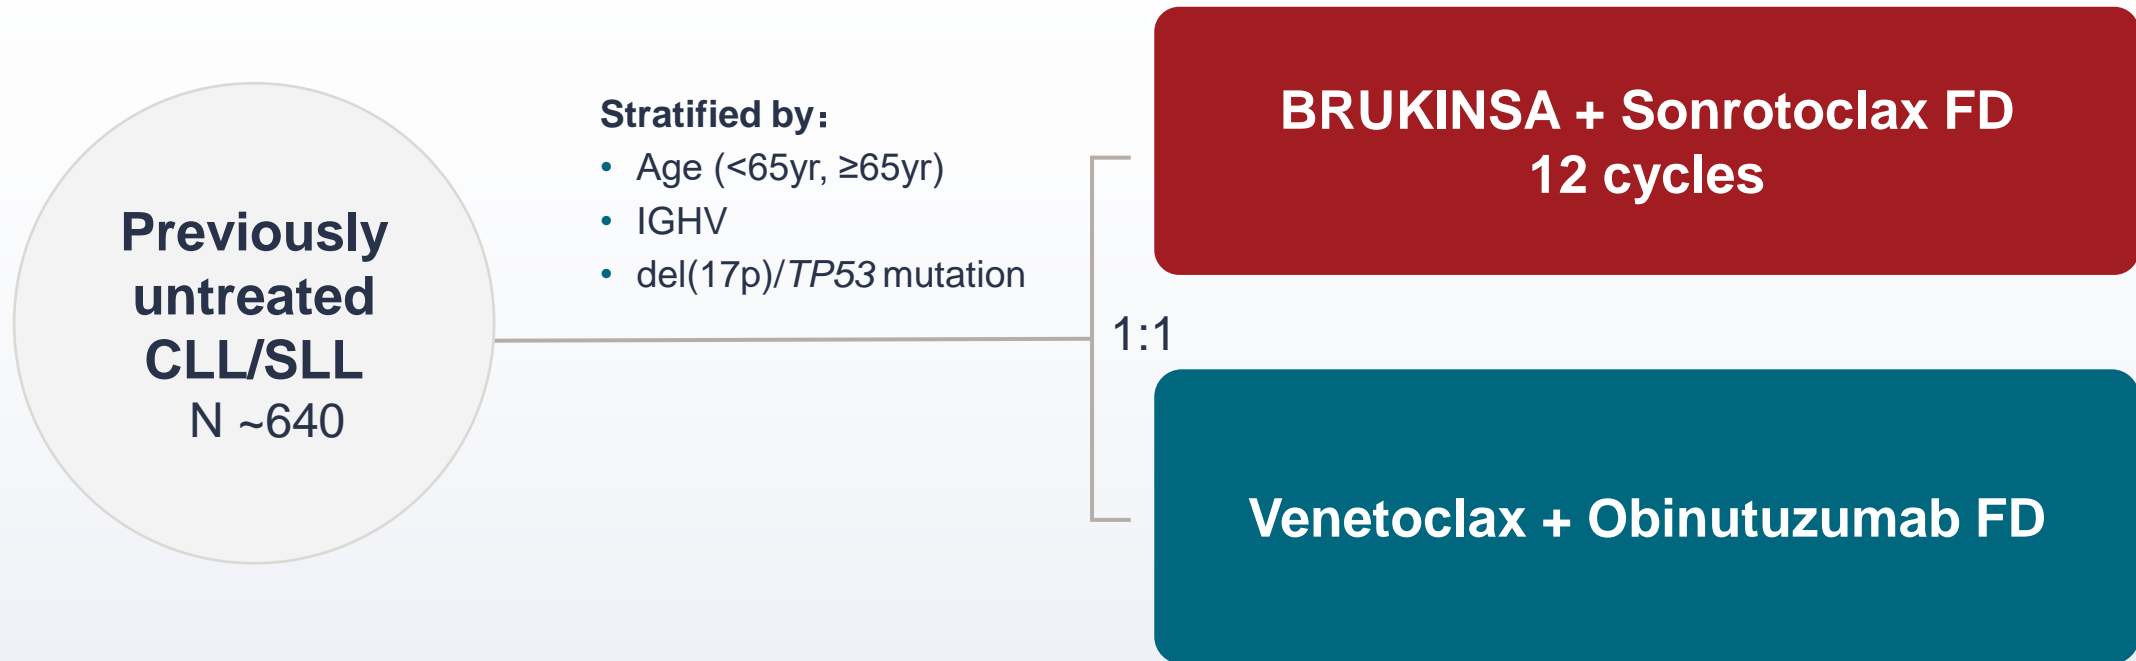 Previously
untreated
CLL/SLL
N ~640
Stratified by：
• Age (<65yr, ≥65yr)
• IGHV
• del(17p)/TP53 mutation
1:1
BRUKINSA + Sonrotoclax FD
12 cycles
Venetoclax + Obinutuzumab FD